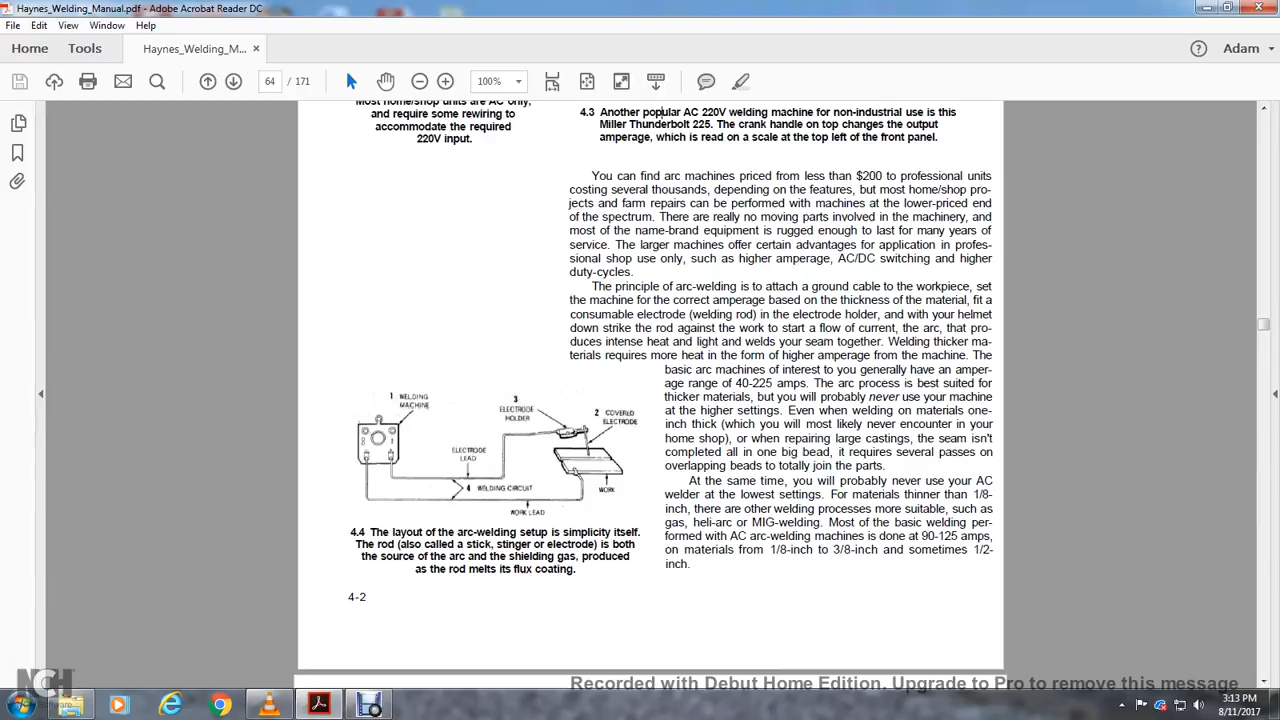 Haynes_Welding_Manual.pdf - Adobe Acrobat Reader DC
File Edit View Window Help
Home Tools Haynes_Welding_M... × Adam
64 / 171 100%
Most home/shop units are AC only,
and require some rewiring to
accommodate the required
220V input.
4.3 Another popular AC 220V welding machine for non-industrial use is this
Miller Thunderbolt 225. The crank handle on top changes the output
amperage, which is read on a scale at the top left of the front panel.
You can find arc machines priced from less than $200 to professional units
costing several thousands, depending on the features, but most home/shop pro-
jects and farm repairs can be performed with machines at the lower-priced end
of the spectrum. There are really no moving parts involved in the machinery, and
most of the name-brand equipment is rugged enough to last for many years of
service. The larger machines offer certain advantages for application in profes-
sional shop use only, such as higher amperage, AC/DC switching and higher
duty-cycles.
The principle of arc-welding is to attach a ground cable to the workpiece, set
the machine for the correct amperage based on the thickness of the material, fit a
consumable electrode (welding rod) in the electrode holder, and with your helmet
down strike the rod against the work to start a flow of current, the arc, that pro-
duces intense heat and light and welds your seam together. Welding thicker ma-
terials requires more heat in the form of higher amperage from the machine. The
basic arc machines of interest to you generally have an amper-
age range of 40-225 amps. The arc process is best suited for
thicker materials, but you will probably never use your machine
at the higher settings. Even when welding on materials one-
inch thick (which you will most likely never encounter in your
home shop), or when repairing large castings, the seam isn't
completed all in one big bead, it requires several passes on
overlapping beads to totally join the parts.
At the same time, you will probably never use your AC
welder at the lowest settings. For materials thinner than 1/8-
inch, there are other welding processes more suitable, such as
gas, heli-arc or MIG-welding. Most of the basic welding per-
formed with AC arc-welding machines is done at 90-125 amps,
on materials from 1/8-inch to 3/8-inch and sometimes 1/2-
inch.
1 WELDING
MACHINE
3
ELECTRODE
HOLDER
2 COVERED
ELECTRODE
ELECTRODE
LEAD
4 WELDING CIRCUIT
WORK
WORK LEAD
4.4 The layout of the arc-welding setup is simplicity itself.
The rod (also called a stick, stinger or electrode) is both
the source of the arc and the shielding gas, produced
as the rod melts its flux coating.
4-2
NCH
Software
Recorded with Debut Home Edition. Upgrade to Pro to remove this message
3:13 PM
8/11/2017